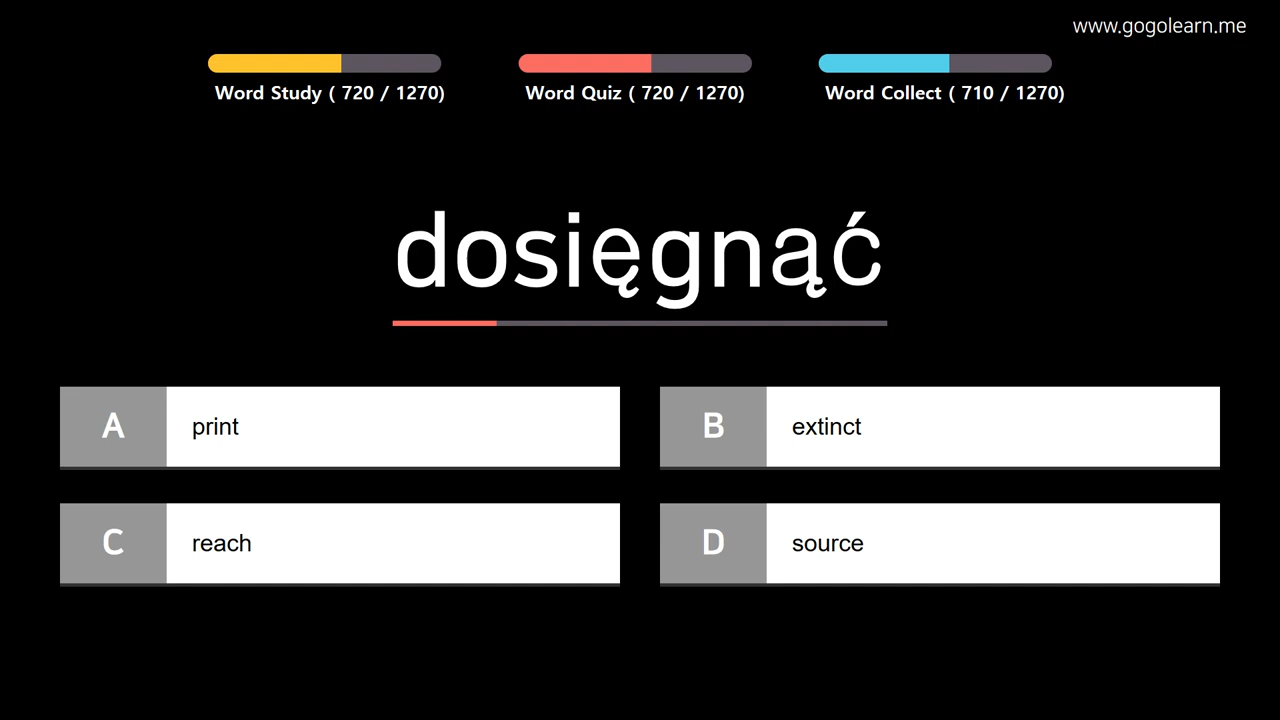 www.gogolearn.me
Word Study ( 720 / 1270)
Word Quiz ( 720 / 1270)
Word Collect ( 710 / 1270)
dosięgnąć
A print
B extinct
C reach
D source